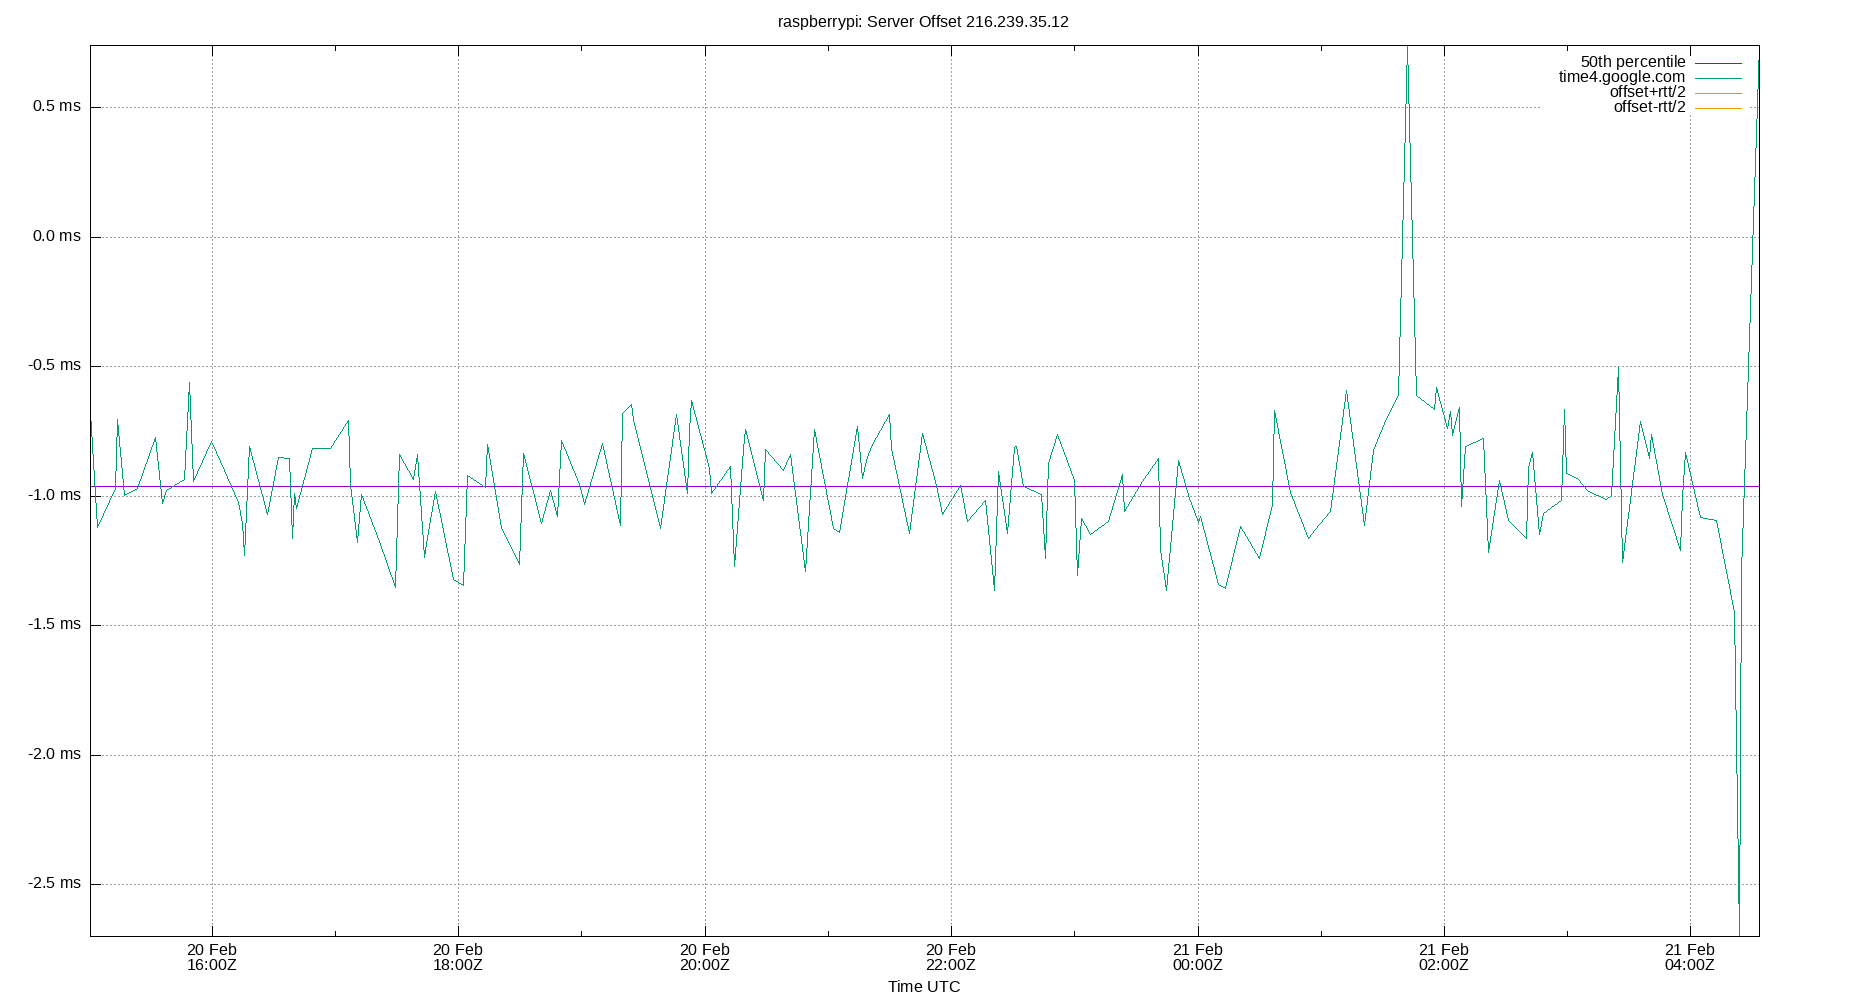 raspberrypi: Server Offset 216.239.35.12
50th percentile
time4.google.com
offset+rtt/2
offset-rtt/2
0.5 ms
0.0 ms
-0.5 ms
-1.0 ms
-1.5 ms
-2.0 ms
-2.5 ms
20 Feb
16:00Z
20 Feb
18:00Z
20 Feb
20:00Z
20 Feb
22:00Z
21 Feb
00:00Z
21 Feb
02:00Z
21 Feb
04:00Z
Time UTC